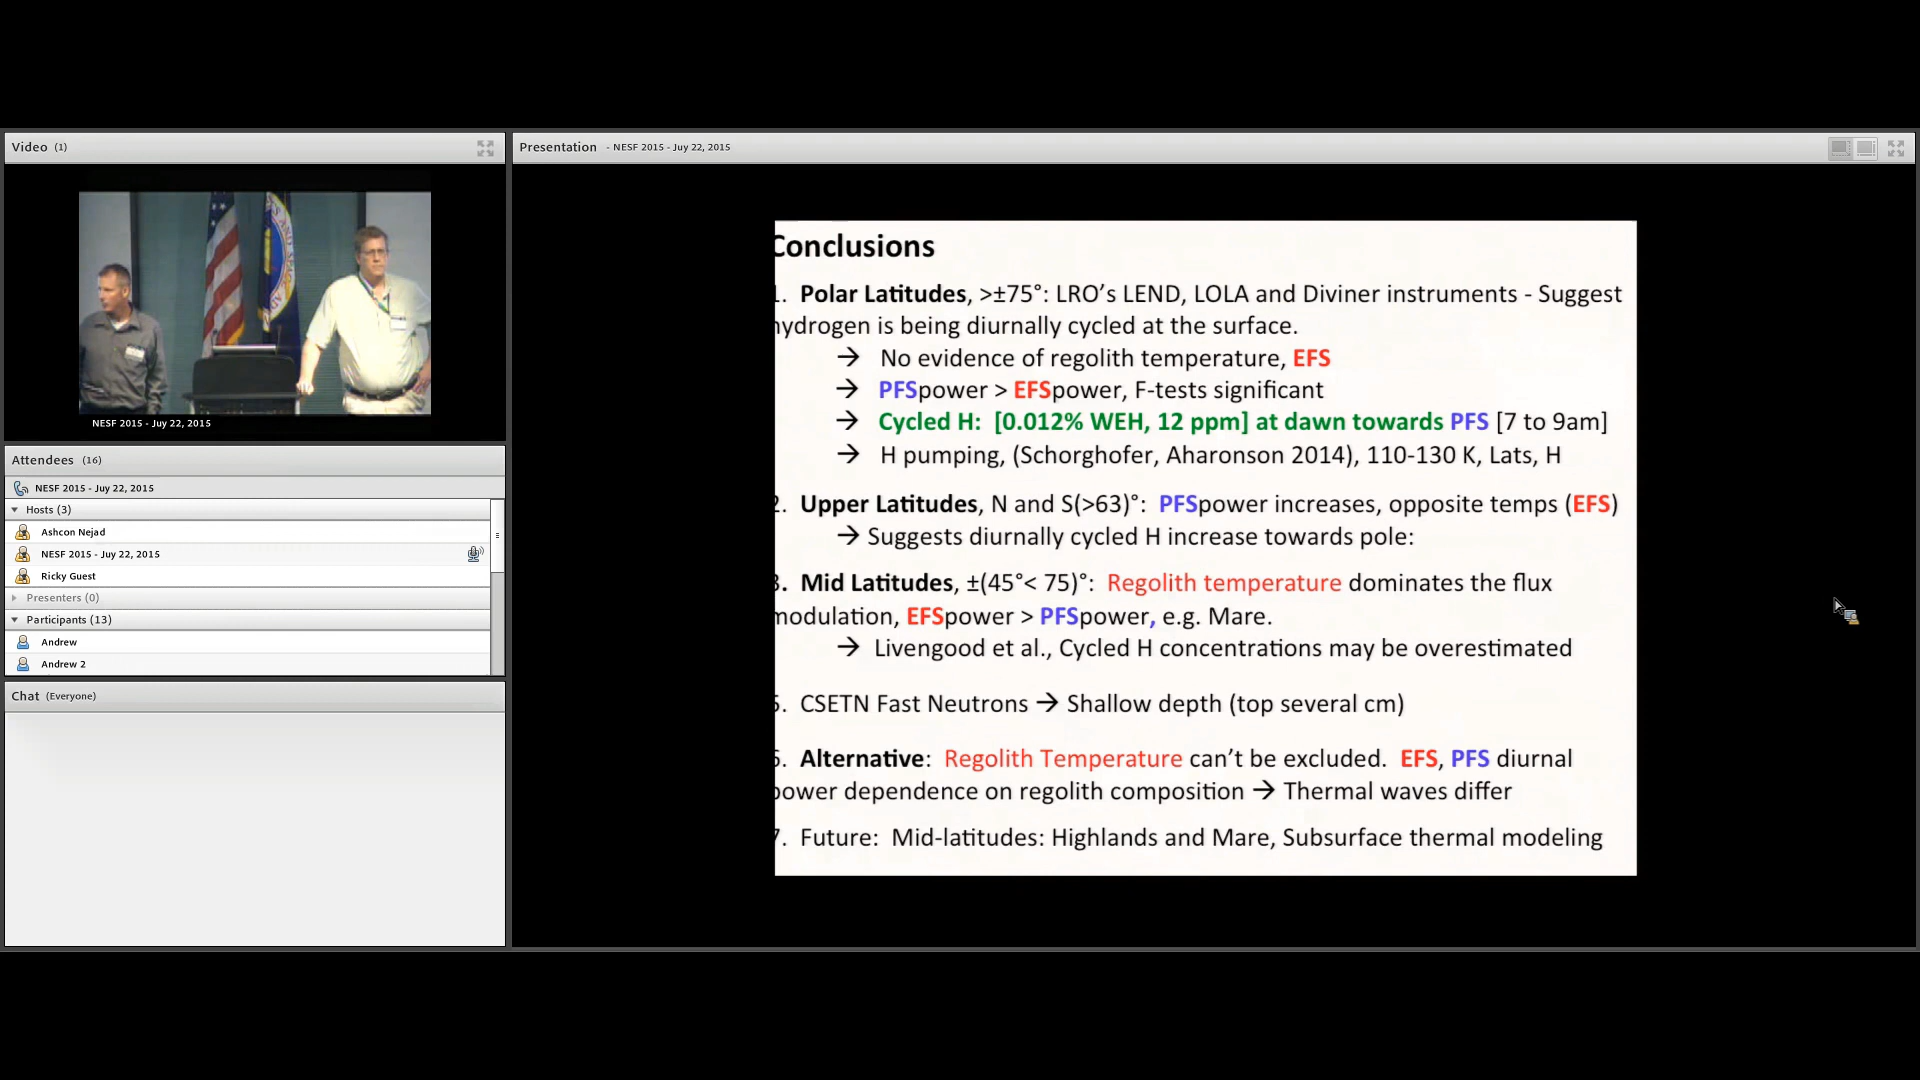 Video (1)
NESF 2015 - Juy 22, 2015
Attendees (16)
NESF 2015 - Juy 22, 2015
Hosts (3)
Ashcon Nejad
NESF 2015 - Juy 22, 2015
Ricky Guest
Presenters (0)
Participants (13)
Andrew
Andrew 2
Chat (Everyone)
Presentation - NESF 2015 - Juy 22, 2015
Conclusions
1. Polar Latitudes, >±75°: LRO's LEND, LOLA and Diviner instruments - Suggest
hydrogen is being diurnally cycled at the surface.
→ No evidence of regolith temperature, EFS
→ PFSpower > EFSpower, F-tests significant
→ Cycled H: [0.012% WEH, 12 ppm] at dawn towards PFS [7 to 9am]
→ H pumping, (Schorghofer, Aharonson 2014), 110-130 K, Lats, H
2. Upper Latitudes, N and S(>63)°: PFSpower increases, opposite temps (EFS)
→ Suggests diurnally cycled H increase towards pole:
3. Mid Latitudes, ±(45°< 75)°: Regolith temperature dominates the flux
modulation, EFSpower > PFSpower, e.g. Mare.
→ Livengood et al., Cycled H concentrations may be overestimated
5. CSETN Fast Neutrons → Shallow depth (top several cm)
6. Alternative: Regolith Temperature can't be excluded. EFS, PFS diurnal
power dependence on regolith composition → Thermal waves differ
7. Future: Mid-latitudes: Highlands and Mare, Subsurface thermal modeling